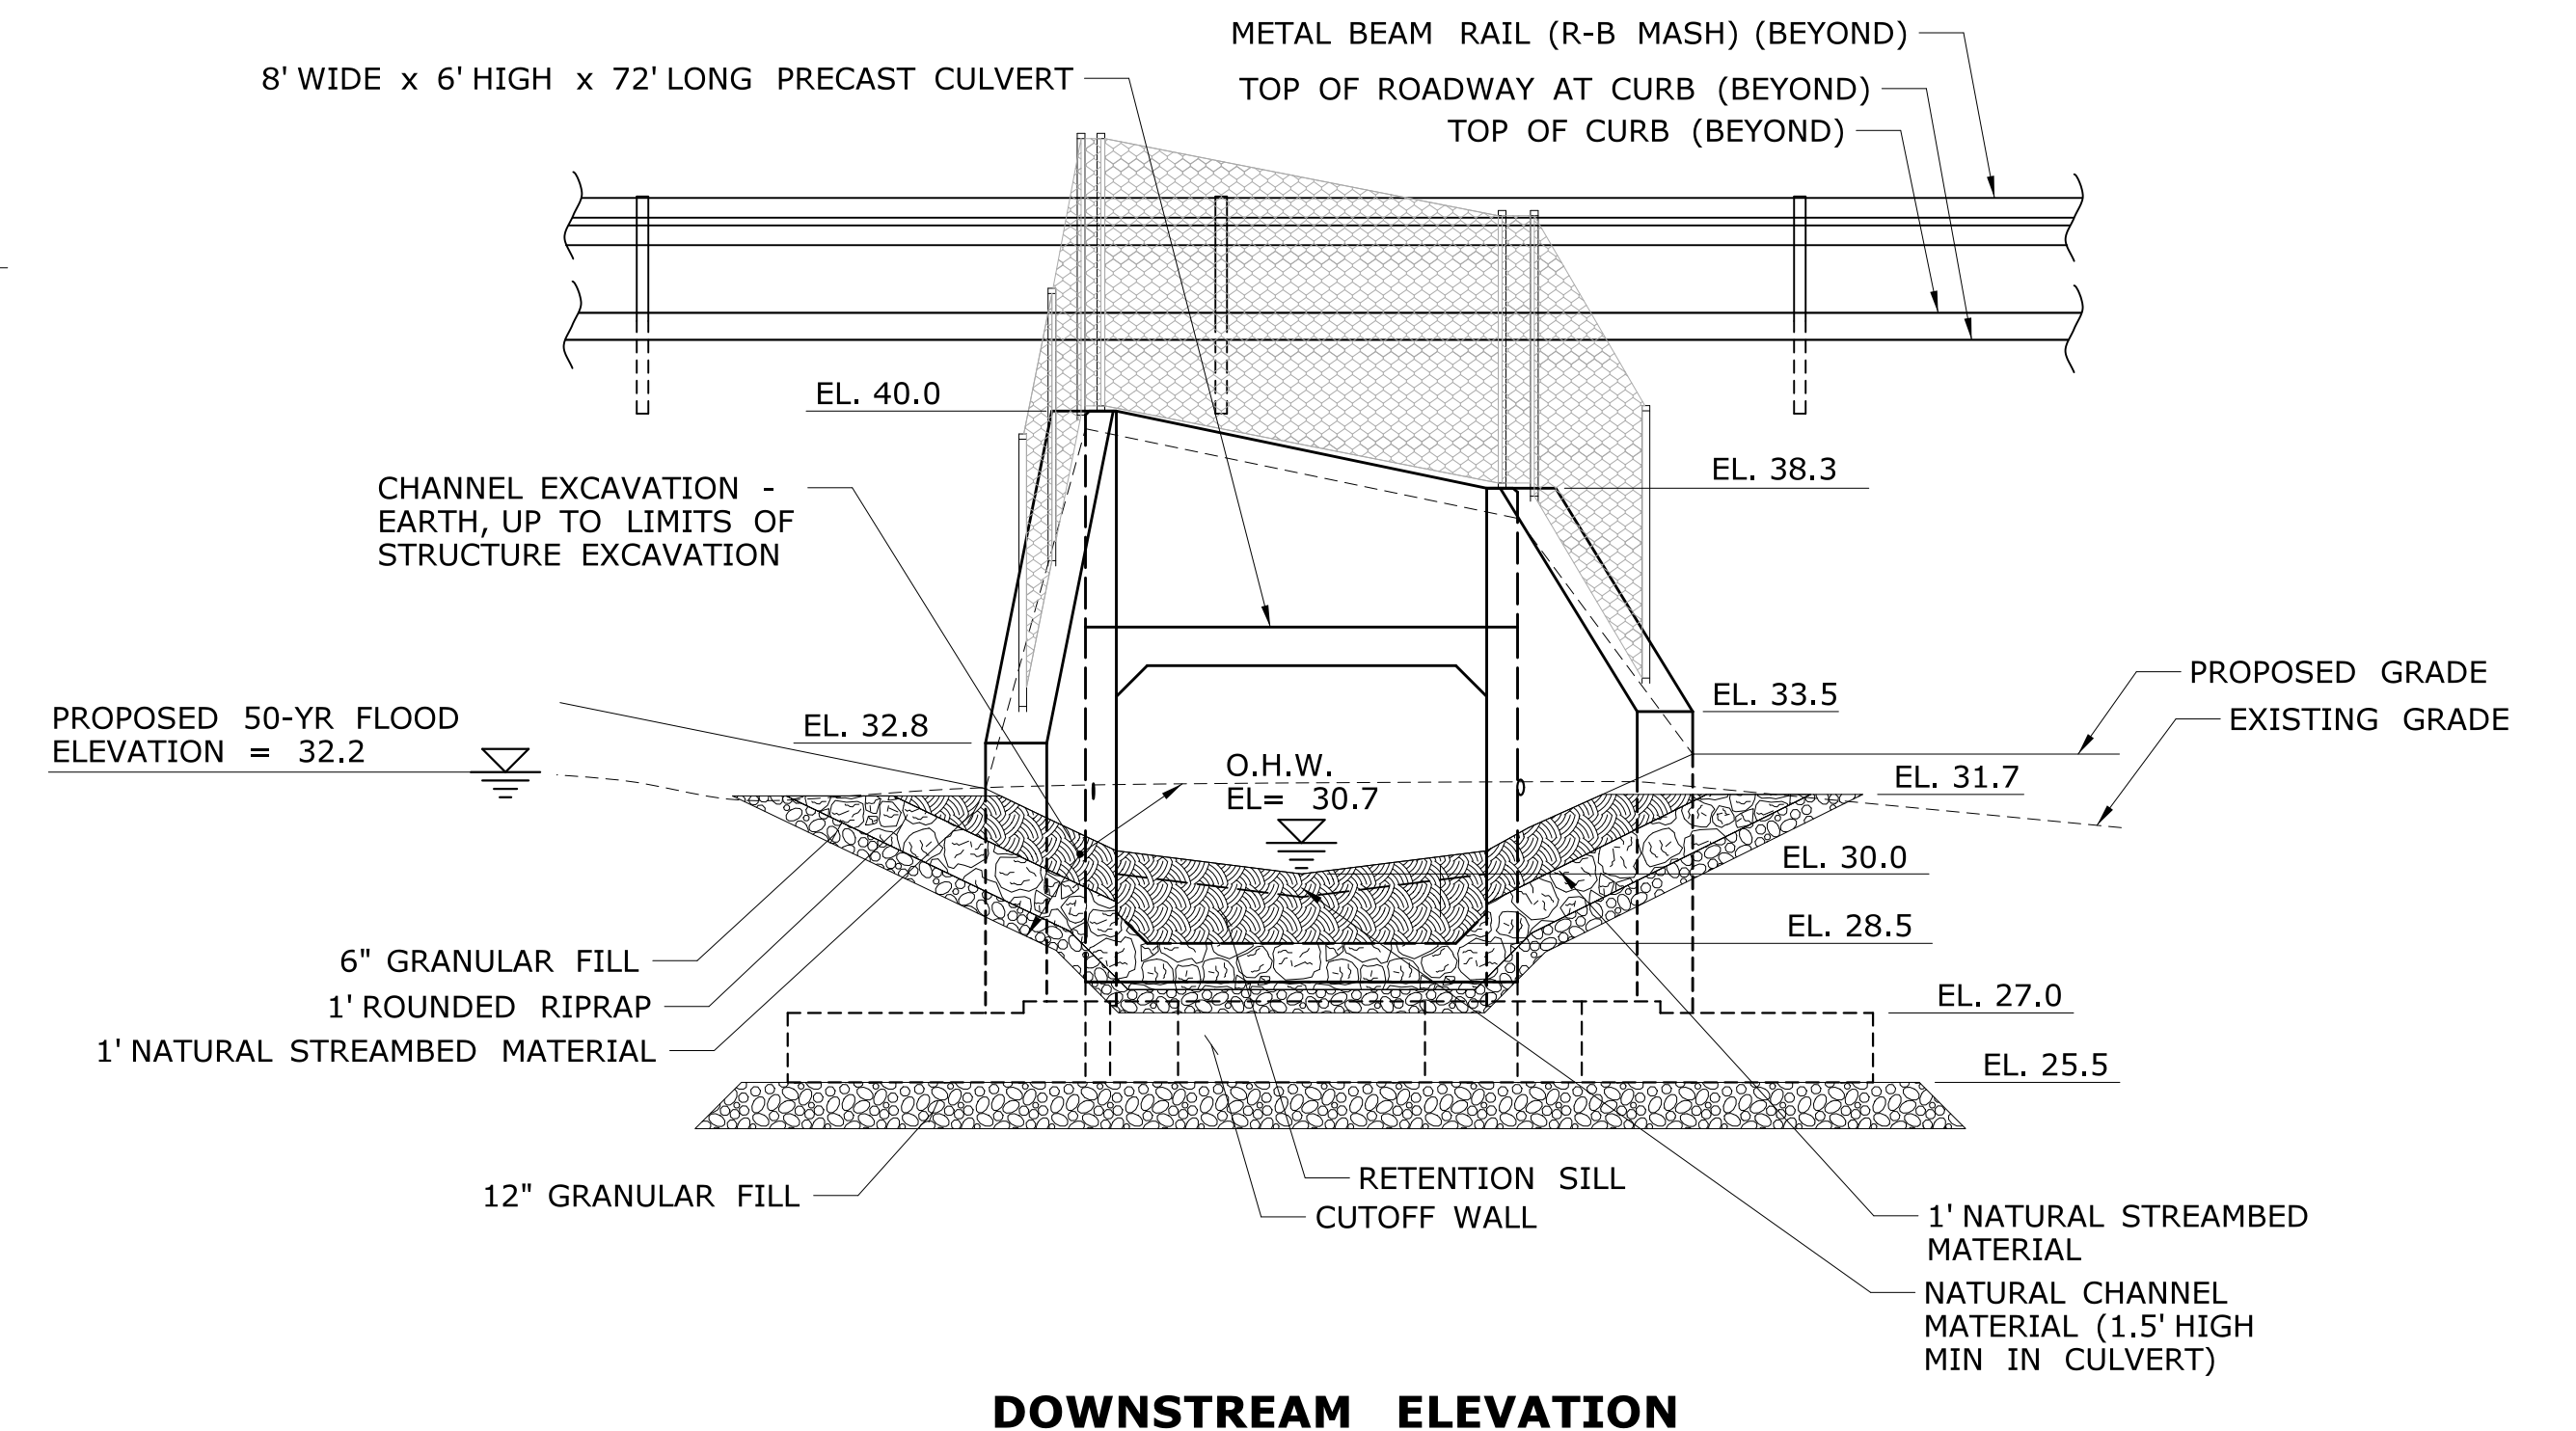 METAL BEAM RAIL (R-B MASH) (BEYOND)
8' WIDE x 6' HIGH x 72' LONG PRECAST CULVERT
TOP OF ROADWAY AT CURB (BEYOND)
TOP OF CURB (BEYOND)
EL. 40.0
EL. 38.3
CHANNEL EXCAVATION -
EARTH, UP TO LIMITS OF
STRUCTURE EXCAVATION
PROPOSED GRADE
EXISTING GRADE
EL. 33.5
PROPOSED 50-YR FLOOD
ELEVATION = 32.2
EL. 32.8
O.H.W.
EL= 30.7
EL. 31.7
EL. 30.0
EL. 28.5
6" GRANULAR FILL
1' ROUNDED RIPRAP
1' NATURAL STREAMBED MATERIAL
EL. 27.0
EL. 25.5
12" GRANULAR FILL
RETENTION SILL
CUTOFF WALL
1' NATURAL STREAMBED
MATERIAL
NATURAL CHANNEL
MATERIAL (1.5' HIGH
MIN IN CULVERT)
DOWNSTREAM ELEVATION